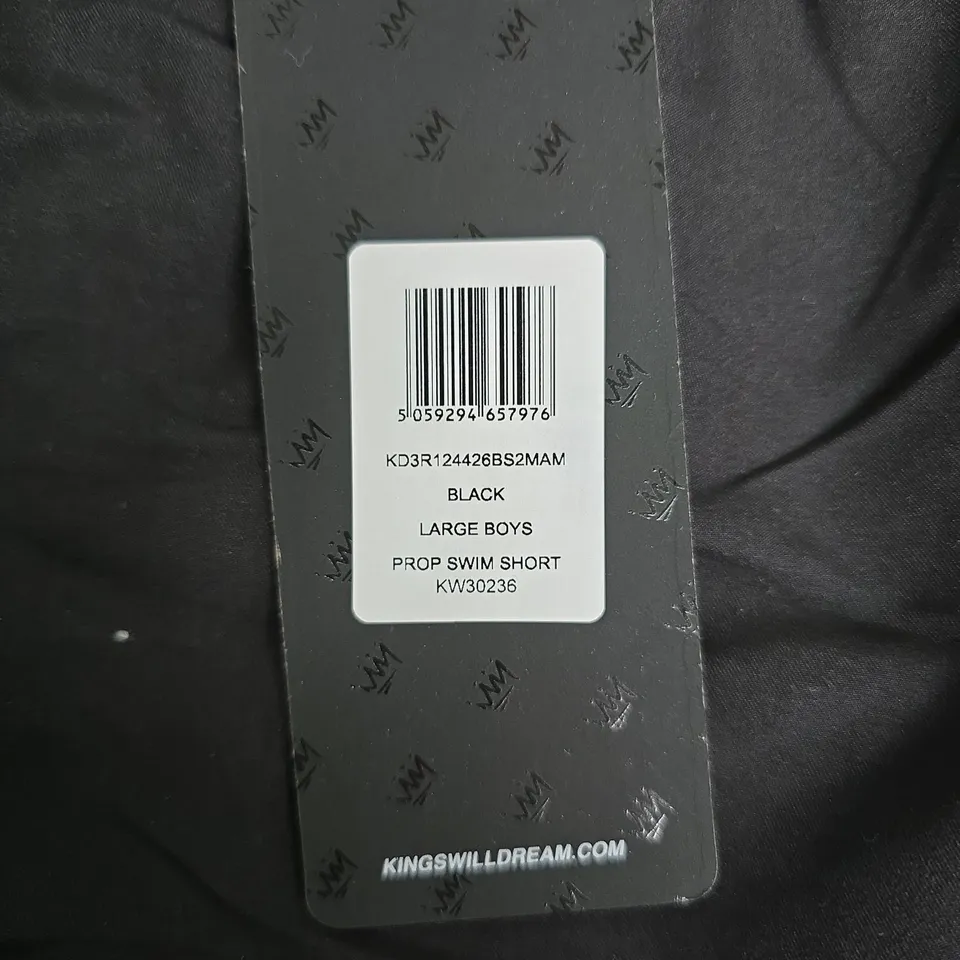 5 059294 657976
KD3R124426BS2MAM
BLACK
LARGE BOYS
PROP SWIM SHORT
KW30236
KINGSWILLDREAM.COM